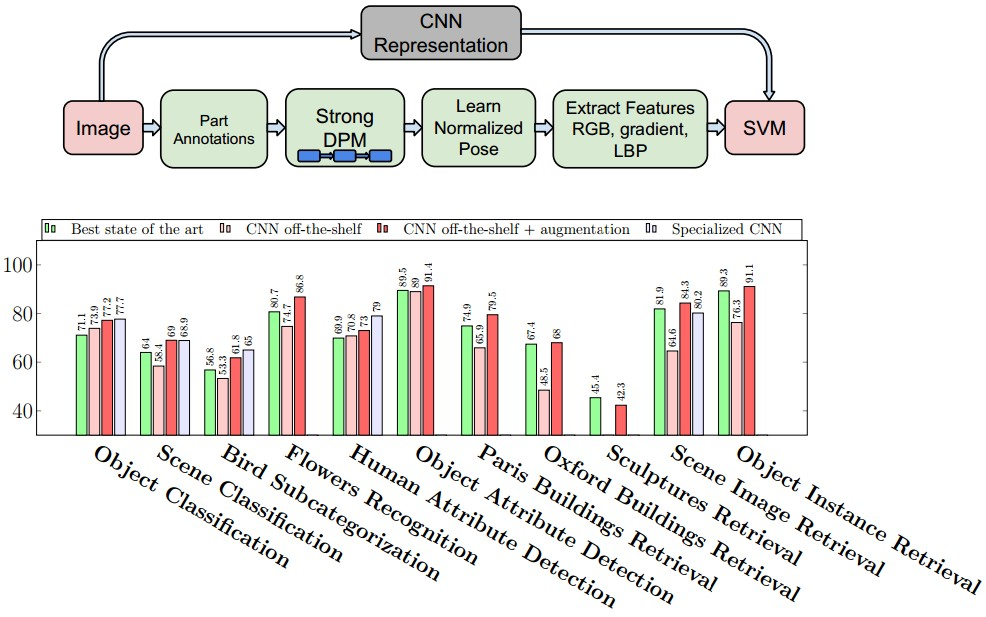 CNN
Representation
Image
Part
Annotations
Strong
DPM
Learn
Normalized
Pose
Extract Features
RGB, gradient,
LBP
SVM
Best state of the art
CNN off-the-shelf
CNN off-the-shelf + augmentation
Specialized CNN
100
80
60
40
71.1
73.9
77.2
77.7
64
58.4
69
68.9
56.8
53.3
61.8
65
80.7
74.7
86.8
69.9
70.8
73
79
89.5
89
91.4
74.9
65.9
79.5
67.4
48.5
68
45.4
42.3
81.9
64.6
84.3
80.2
89.3
76.3
91.1
Object Classification
Scene Classification
Bird Subcategorization
Flowers Recognition
Human Attribute Detection
Object Attribute Detection
Paris Buildings Retrieval
Oxford Buildings Retrieval
Sculptures Retrieval
Scene Image Retrieval
Object Instance Retrieval